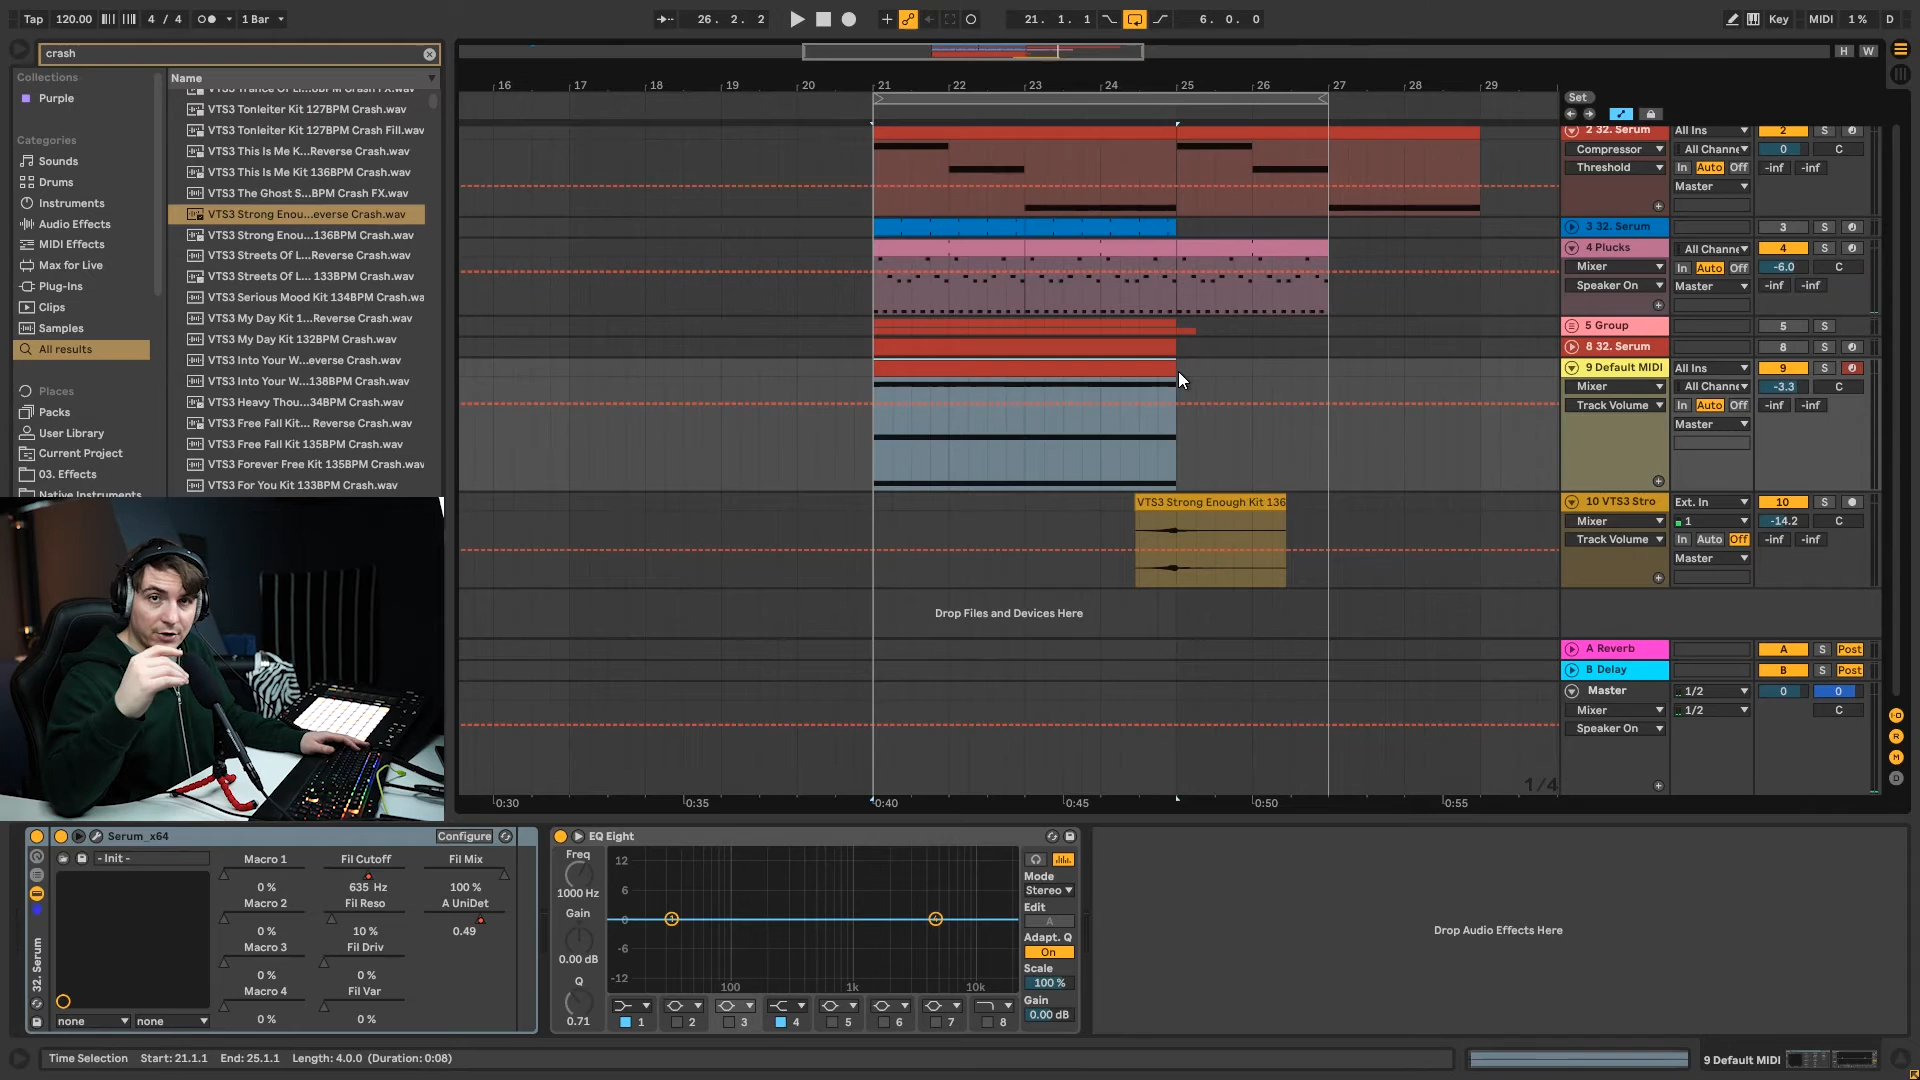 Tap 120.00 4 / 4 1 Bar 26. 2. 2 21. 1. 1 6. 0. 0 Key MIDI 1 % D
crash
H W
Collections
Name
Purple
VTS3 Tonleiter Kit 127BPM Crash.wav
VTS3 Tonleiter Kit 127BPM Crash Fill.wav
Categories
VTS3 This Is Me K...Reverse Crash.wav
Sounds
VTS3 This Is Me Kit 136BPM Crash.wav
Drums
VTS3 The Ghost S...BPM Crash FX.wav
Instruments
VTS3 Strong Enou...everse Crash.wav
Audio Effects
VTS3 Strong Enou...136BPM Crash.wav
MIDI Effects
VTS3 Streets Of L...Reverse Crash.wav
Max for Live
VTS3 Streets Of L... 133BPM Crash.wav
Plug-Ins
VTS3 Serious Mood Kit 134BPM Crash.wa
Clips
VTS3 My Day Kit 1...Reverse Crash.wav
Samples
VTS3 My Day Kit 132BPM Crash.wav
All results
VTS3 Into Your W...everse Crash.wav
VTS3 Into Your W...138BPM Crash.wav
Places
VTS3 Heavy Thou...34BPM Crash.wav
Packs
VTS3 Free Fall Kit... Reverse Crash.wav
User Library
VTS3 Free Fall Kit 135BPM Crash.wav
Current Project
VTS3 Forever Free Kit 135BPM Crash.wav
03. Effects
VTS3 For You Kit 133BPM Crash.wav
Native Instruments
16 17 18 19 20 21 22 23 24 25 26 27 28 29
Set
2 32. Serum All Ins 2 S
Compressor All Channe 0 C
Threshold In Auto Off -inf -inf
Master
3 32. Serum 3 S
4 Plucks All Channe 4 S
Mixer In Auto Off -6.0 C
Speaker On Master -inf -inf
5 Group 5 S
8 32. Serum 8 S
9 Default MIDI All Ins 9 S
Mixer All Channe -3.3 C
Track Volume In Auto Off -inf -inf
Master
VTS3 Strong Enough Kit 136
10 VTS3 Stro Ext. In 10 S
Mixer 1 -14.2 C
Track Volume In Auto Off -inf -inf
Master
Drop Files and Devices Here
A Reverb A S Post
B Delay B S Post
Master 1/2 0 0
Mixer 1/2 C
Speaker On
1/4
0:30 0:35 0:40 0:45 0:50 0:55
Serum_x64 Configure
- Init -
Macro 1 Fil Cutoff Fil Mix
0 % 635 Hz 100 %
Macro 2 Fil Reso A UniDet
0 % 10 % 0.49
Macro 3 Fil Driv
0 % 0 %
Macro 4 Fil Var
0 % 0 %
none none
32. Serum
EQ Eight
Freq
1000 Hz
Gain
0.00 dB
Q
0.71
12
6
0
-6
-12
100 1k 10k
1 4
1 2 3 4 5 6 7 8
Mode
Stereo
Edit
A
Adapt. Q
On
Scale
100 %
Gain
0.00 dB
Drop Audio Effects Here
Time Selection Start: 21.1.1 End: 25.1.1 Length: 4.0.0 (Duration: 0:08)
9 Default MIDI